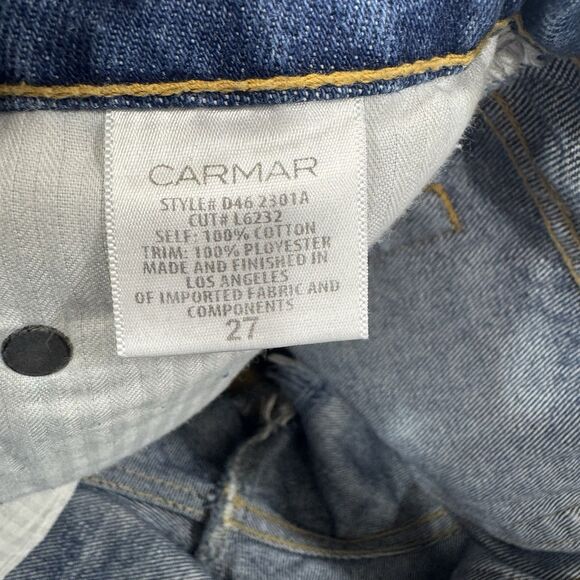 CARMAR
STYLE# D46 2301A
CUT# L6232
SELF: 100% COTTON
TRIM: 100% PLOYESTER
MADE AND FINISHED IN
LOS ANGELES
OF IMPORTED FABRIC AND
COMPONENTS
27